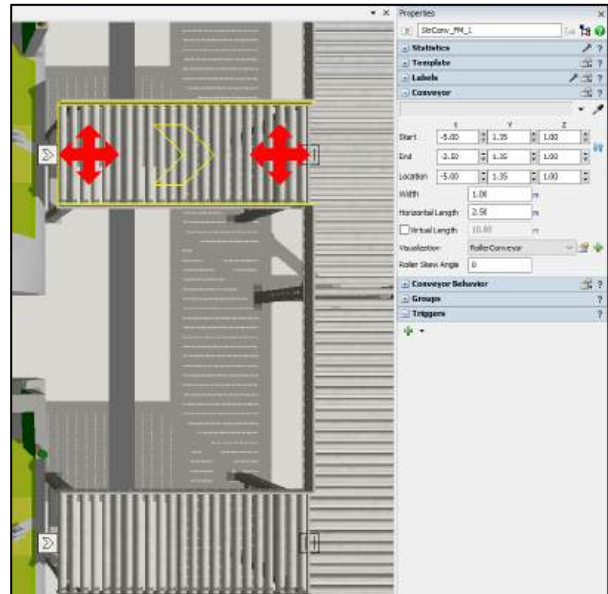 Properties
StrConv_PM_1
Statistics
Template
Labels
Conveyor
X Y Z
Start -5.00 1.35 1.00
End -2.50 1.35 1.00
Location -5.00 1.35 1.00
Width 1.00 m
Horizontal Length 2.50 m
Virtual Length 10.00 m
Visualization RollerConveyor
Roller Skew Angle 0
Conveyor Behavior
Groups
Triggers